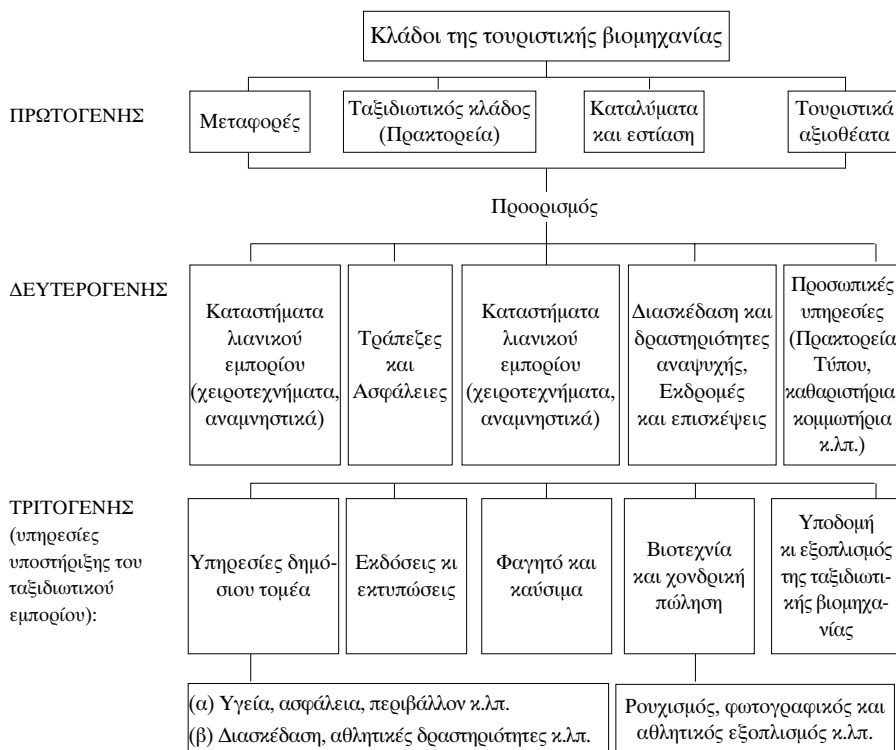 Κλάδοι της τουριστικής βιομηχανίας
ΠΡΩΤΟΓΕΝΗΣ
Μεταφορές
Ταξιδιωτικός κλάδος
(Πρακτορεία)
Καταλύματα
και εστίαση
Τουριστικά
αξιοθέατα
Προορισμός
ΔΕΥΤΕΡΟΓΕΝΗΣ
Καταστήματα
λιανικού
εμπορίου
(χειροτεχνήματα,
αναμνηστικά)
Τράπεζες
και
Ασφάλειες
Καταστήματα
λιανικού
εμπορίου
(χειροτεχνήματα,
αναμνηστικά)
Διασκέδαση και
δραστηριότητες
αναψυχής,
Εκδρομές
και επισκέψεις
Προσωπικές
υπηρεσίες
(Πρακτορεία
Τύπου,
καθαριστήρια
κομμωτήρια
κ.λπ.)
ΤΡΙΤΟΓΕΝΗΣ
(υπηρεσίες
υποστήριξης του
ταξιδιωτικού
εμπορίου):
Υπηρεσίες δημό-
σιου τομέα
Εκδόσεις κι
εκτυπώσεις
Φαγητό και
καύσιμα
Βιοτεχνία
και χονδρική
πώληση
Υποδομή
κι εξοπλισμός
της ταξιδιωτι-
κής βιομηχα-
νίας
(α) Υγεία, ασφάλεια, περιβάλλον κ.λπ.
(β) Διασκέδαση, αθλητικές δραστηριότητες κ.λπ.
Ρουχισμός, φωτογραφικός και
αθλητικός εξοπλισμός κ.λπ.